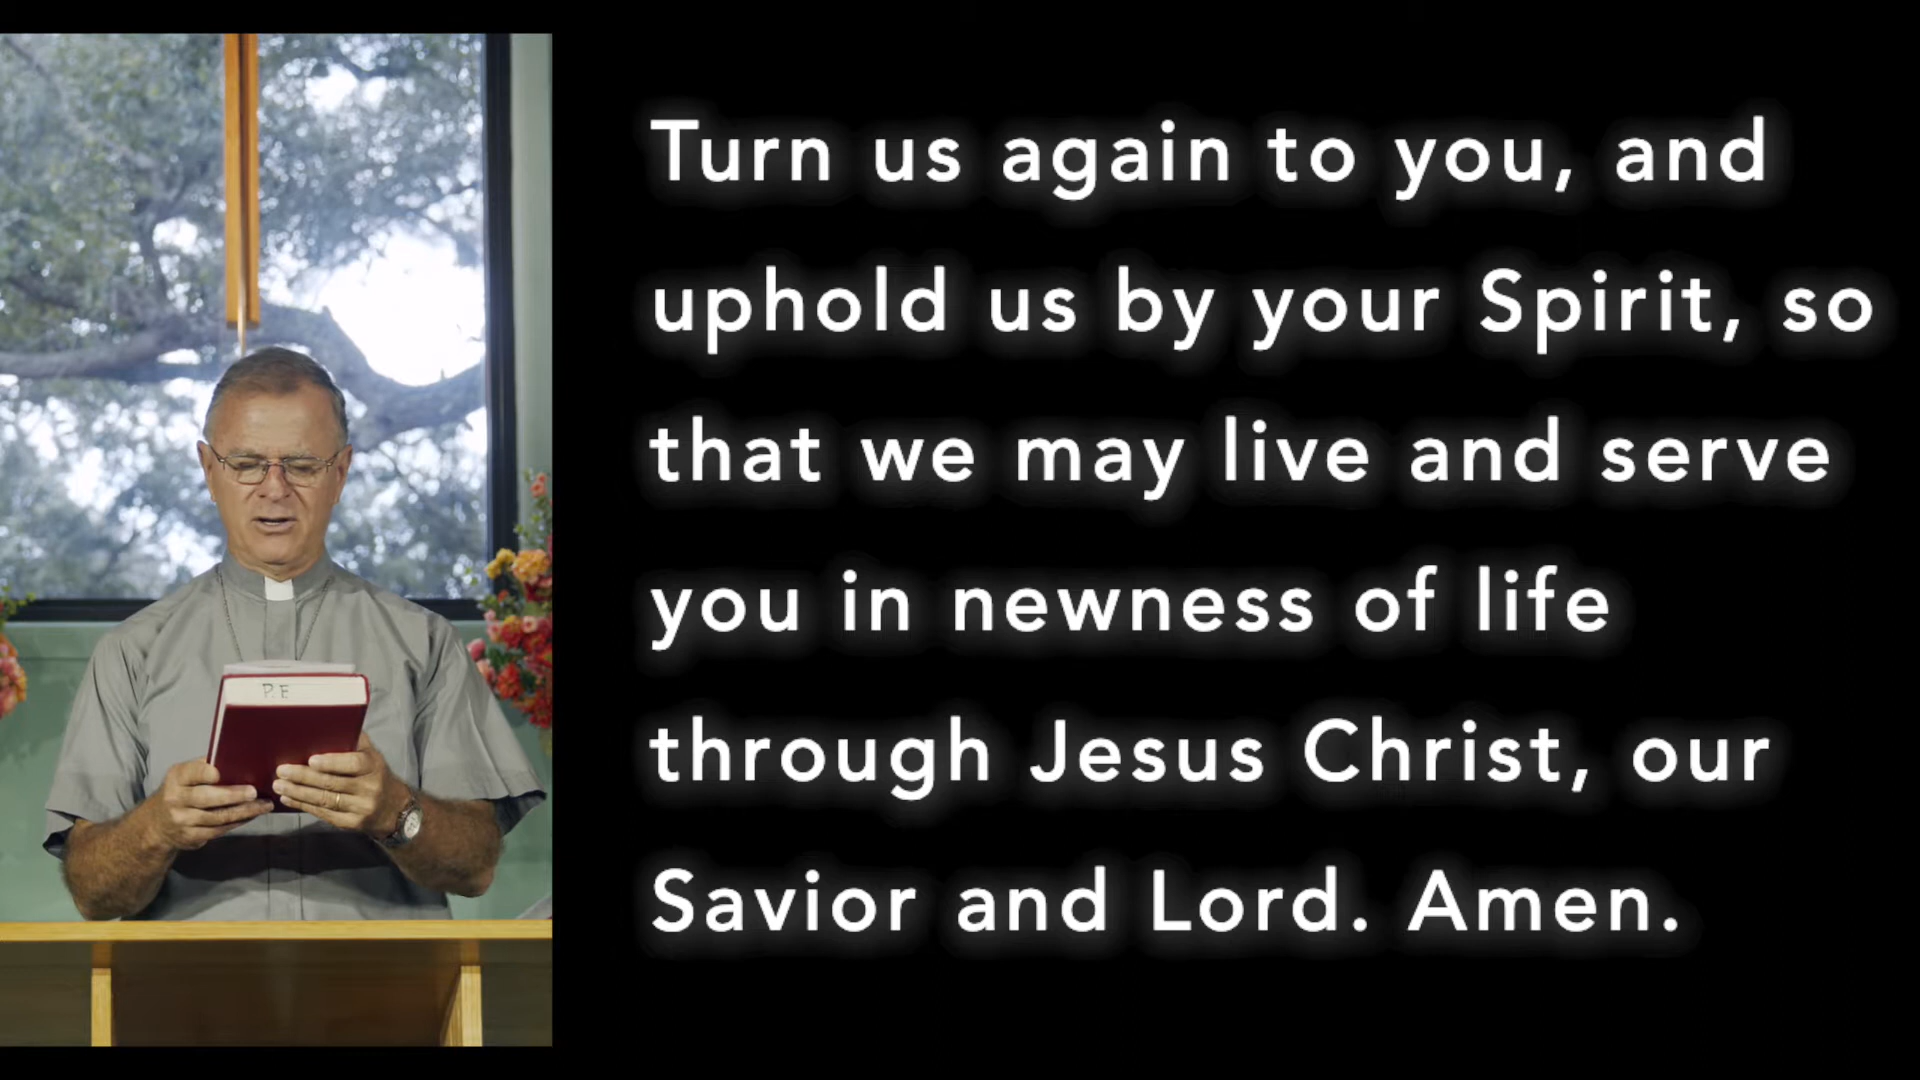 Turn us again to you, and
uphold us by your Spirit, so
that we may live and serve
you in newness of life
through Jesus Christ, our
Savior and Lord. Amen.
P.E